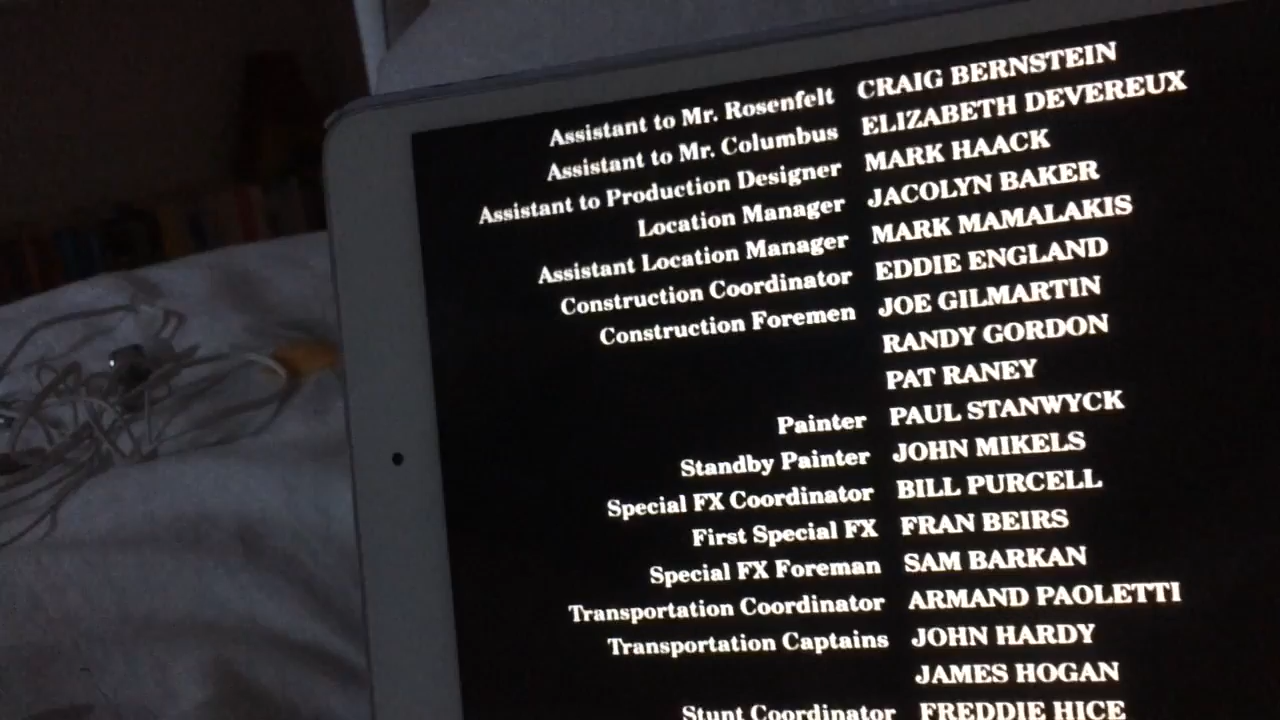 Assistant to Mr. Rosenfelt CRAIG BERNSTEIN
Assistant to Mr. Columbus ELIZABETH DEVEREUX
Assistant to Production Designer MARK HAACK
Location Manager JACOLYN BAKER
Assistant Location Manager MARK MAMALAKIS
Construction Coordinator EDDIE ENGLAND
Construction Foremen JOE GILMARTIN
RANDY GORDON
PAT RANEY
Painter PAUL STANWYCK
Standby Painter JOHN MIKELS
Special FX Coordinator BILL PURCELL
First Special FX FRAN BEIRS
Special FX Foreman SAM BARKAN
Transportation Coordinator ARMAND PAOLETTI
Transportation Captains JOHN HARDY
JAMES HOGAN
Stunt Coordinator FREDDIE HICE